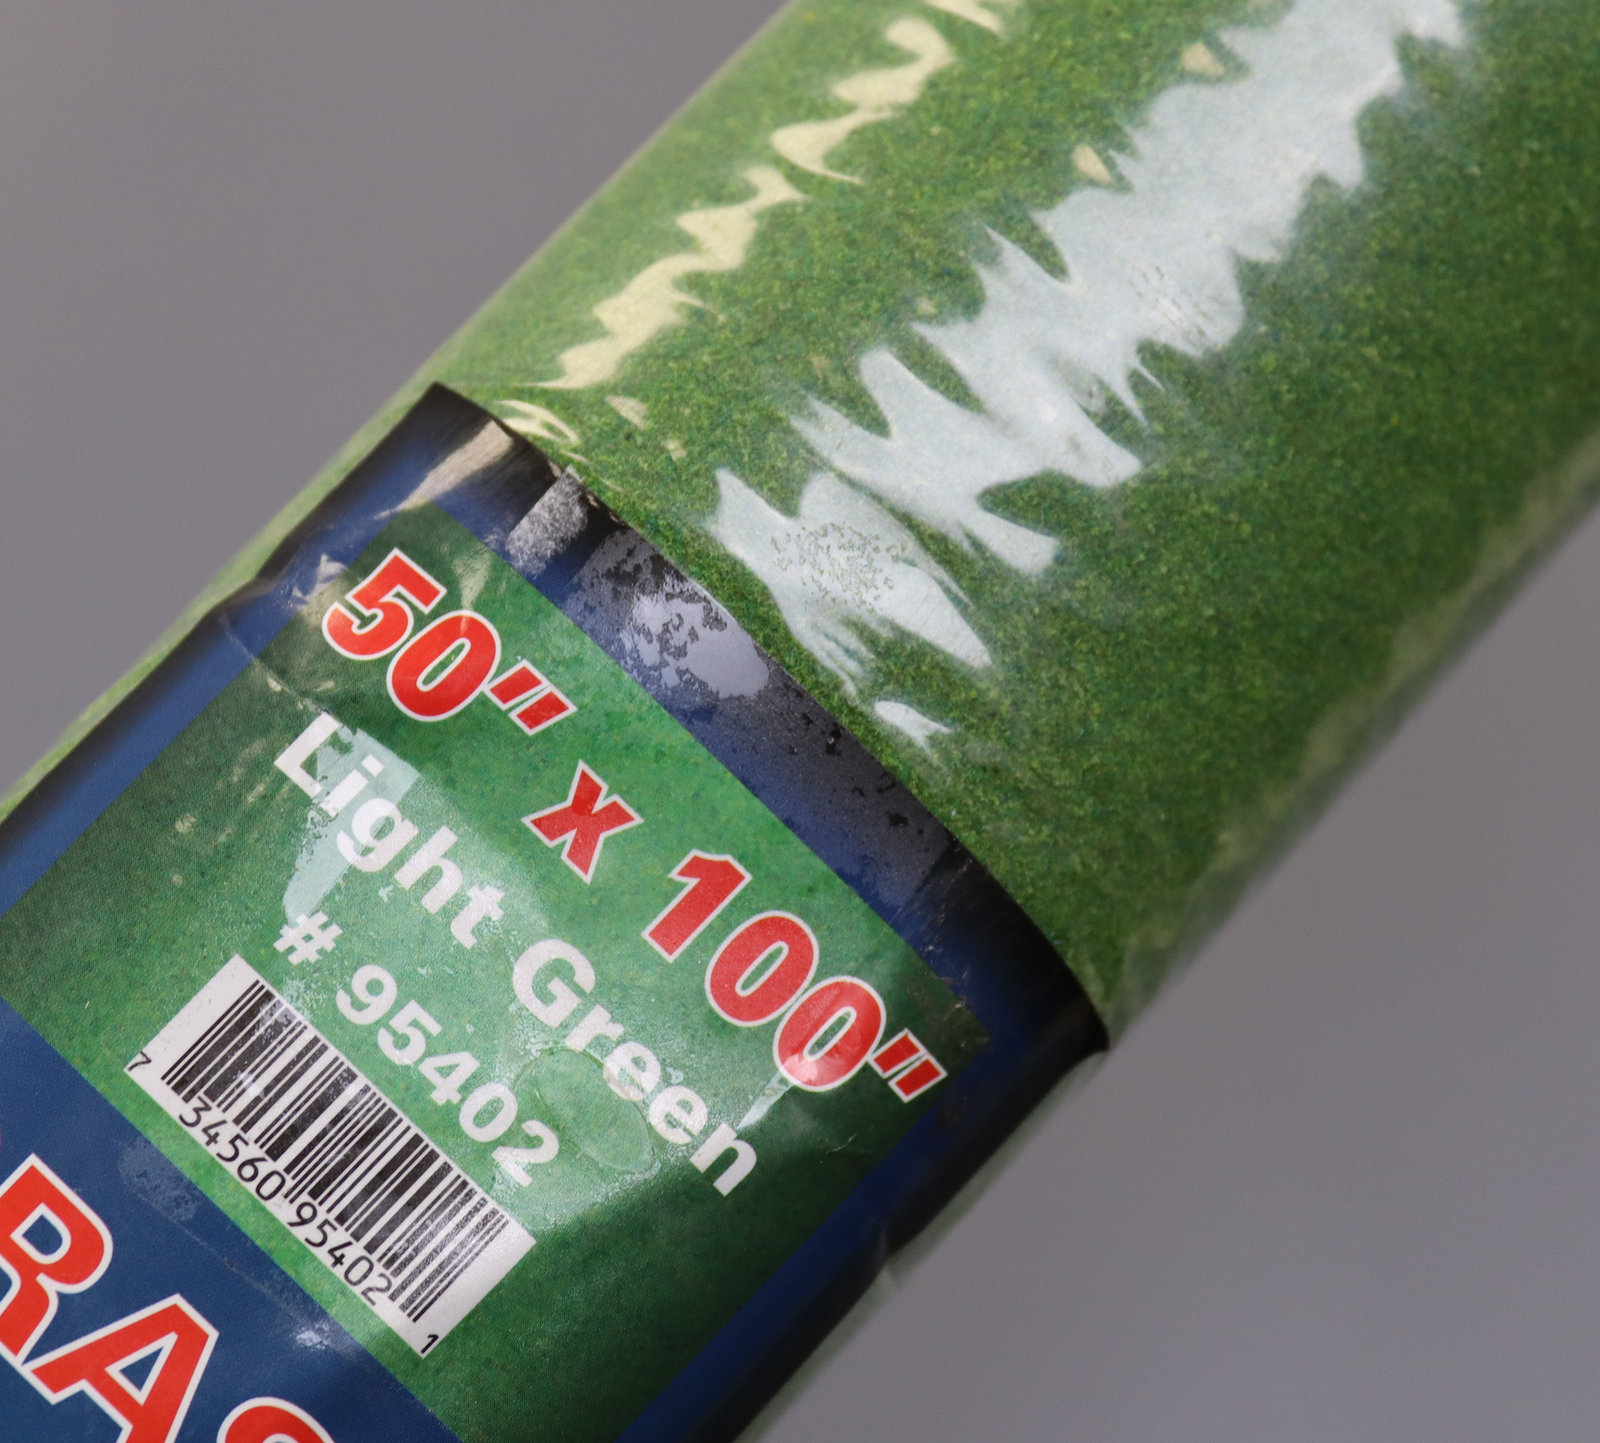 50" x 100"
Light Green
# 95402
7 34560 95402 1